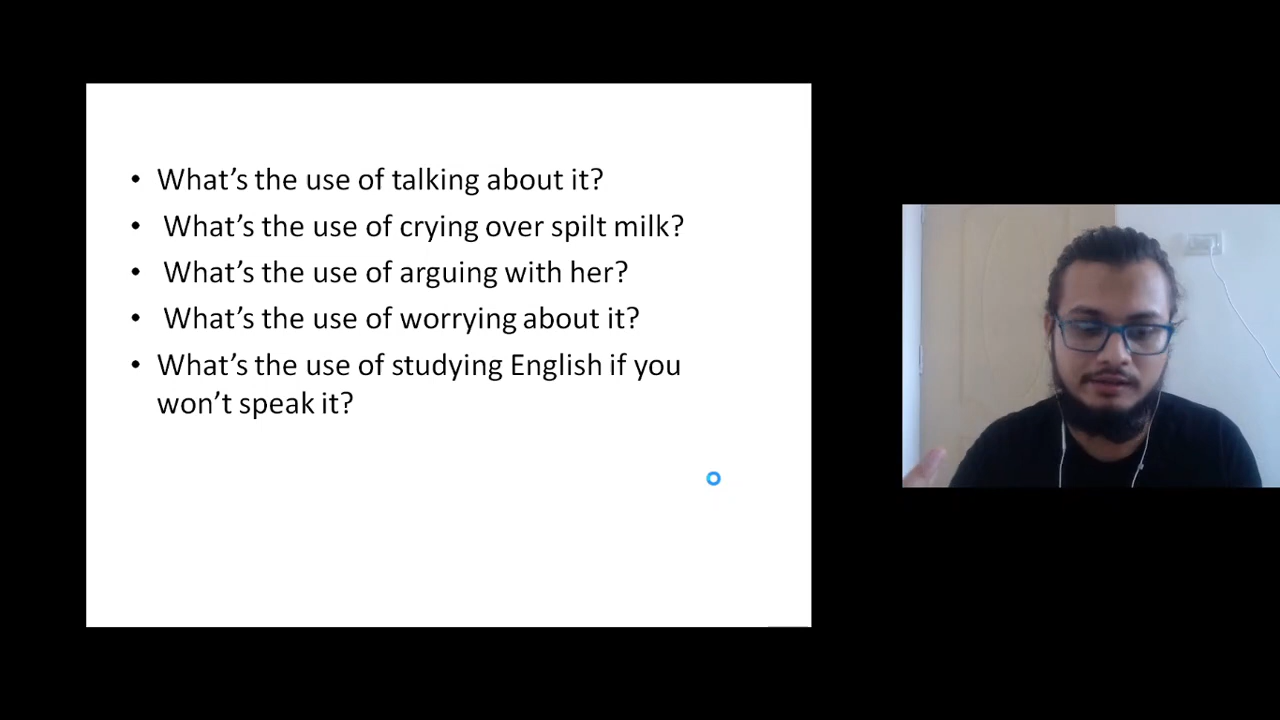 • What’s the use of talking about it?
• What’s the use of crying over spilt milk?
• What’s the use of arguing with her?
• What’s the use of worrying about it?
• What’s the use of studying English if you
won’t speak it?